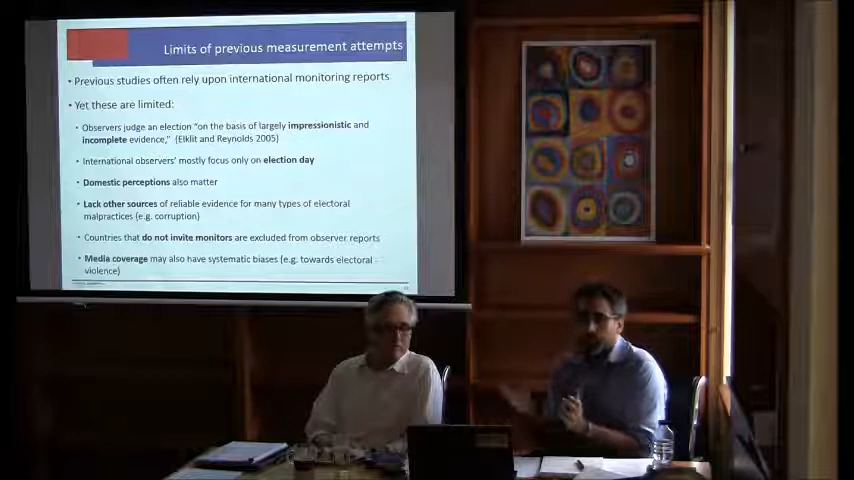 Limits of previous measurement attempts
• Previous studies often rely upon international monitoring reports
• Yet these are limited:
• Observers judge an election "on the basis of largely impressionistic and
incomplete evidence," (Elklit and Reynolds 2005)
• International observers' mostly focus only on election day
• Domestic perceptions also matter
• Lack other sources of reliable evidence for many types of electoral
malpractices (e.g. corruption)
• Countries that do not invite monitors are excluded from observer reports
• Media coverage may also have systematic biases (e.g. towards electoral
violence)